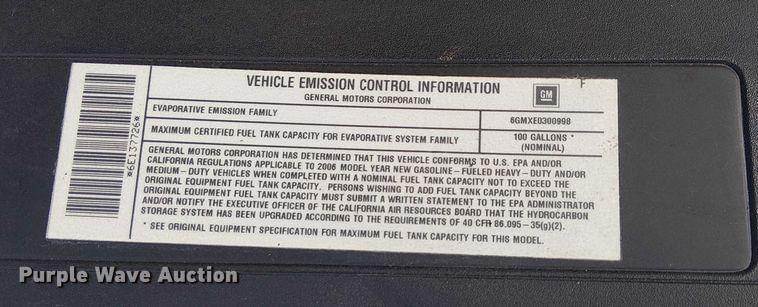 VEHICLE EMISSION CONTROL INFORMATION
GENERAL MOTORS CORPORATION
GM
F
*6E137726*
EVAPORATIVE EMISSION FAMILY 6GMXE0300998
MAXIMUM CERTIFIED FUEL TANK CAPACITY FOR EVAPORATIVE SYSTEM FAMILY 100 GALLONS *
(NOMINAL)
GENERAL MOTORS CORPORATION HAS DETERMINED THAT THIS VEHICLE CONFORMS TO U.S. EPA AND/OR
CALIFORNIA REGULATIONS APPLICABLE TO 2006 MODEL YEAR NEW GASOLINE - FUELED HEAVY - DUTY AND/OR
MEDIUM - DUTY VEHICLES WHEN COMPLETED WITH A NOMINAL FUEL TANK CAPACITY NOT TO EXCEED THE
ORIGINAL EQUIPMENT FUEL TANK CAPACITY. PERSONS WISHING TO ADD FUEL TANK CAPACITY BEYOND THE
ORIGINAL EQUIPMENT FUEL TANK CAPACITY MUST SUBMIT A WRITTEN STATEMENT TO THE EPA ADMINISTRATOR
AND/OR NOTIFY THE EXECUTIVE OFFICER OF THE CALIFORNIA AIR RESOURCES BOARD THAT THE HYDROCARBON
STORAGE SYSTEM HAS BEEN UPGRADED ACCORDING TO THE REQUIREMENTS OF 40 CFR 86.095-35(g)(2).
* SEE ORIGINAL EQUIPMENT SPECIFICATION FOR MAXIMUM FUEL TANK CAPACITY FOR THIS MODEL.
Purple Wave Auction